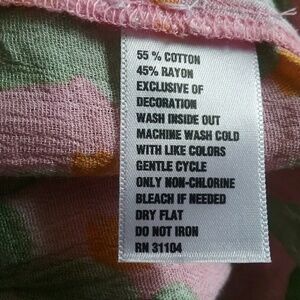 55 % COTTON
45% RAYON
EXCLUSIVE OF
DECORATION
WASH INSIDE OUT
MACHINE WASH COLD
WITH LIKE COLORS
GENTLE CYCLE
ONLY NON-CHLORINE
BLEACH IF NEEDED
DRY FLAT
DO NOT IRON
RN 31104